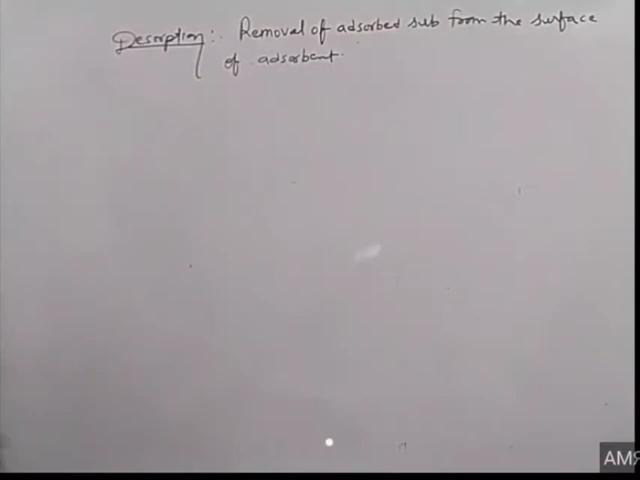 Desorption:- Removal of adsorbed sub from the surface
of adsorbent.